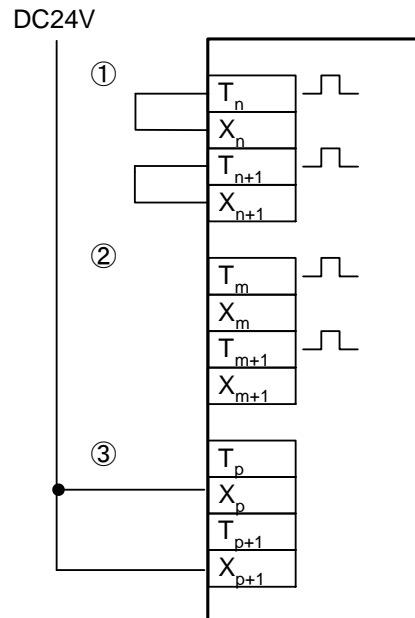 DC24V
①
Tn
Xn
Tn+1
Xn+1
②
Tm
Xm
Tm+1
Xm+1
③
Tp
Xp
Tp+1
Xp+1